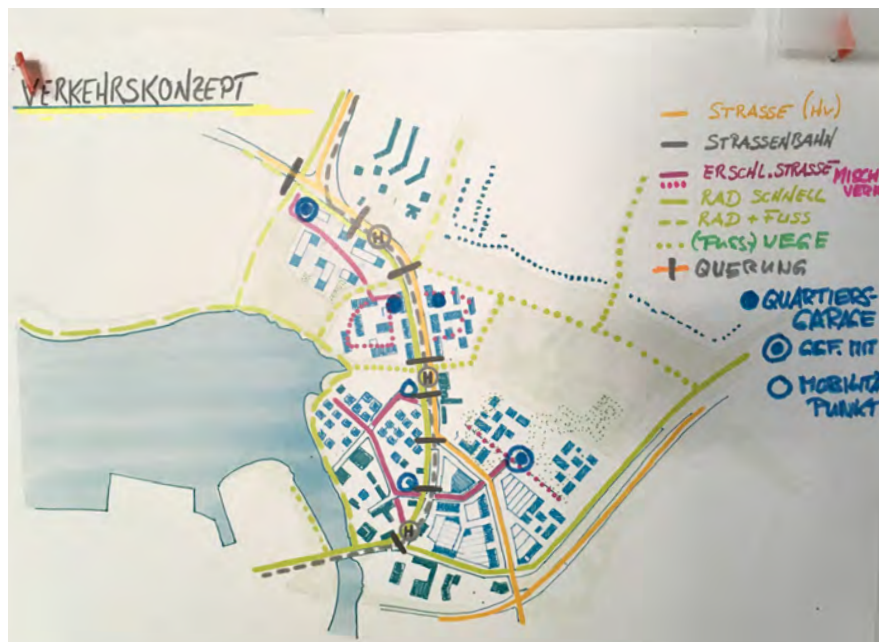 VERKEHRSKONZEPT
STRASSE (HV)
STRASSENBAHN
ERSCHL.STRASSE MISCH
VERK
RAD SCHNELL
RAD + FUSS
(FUSS) WEGE
QUERUNG
QUARTIERS-
GARAGE
GGF. MIT
MOBILITÄ
PUNKT
H
H
H